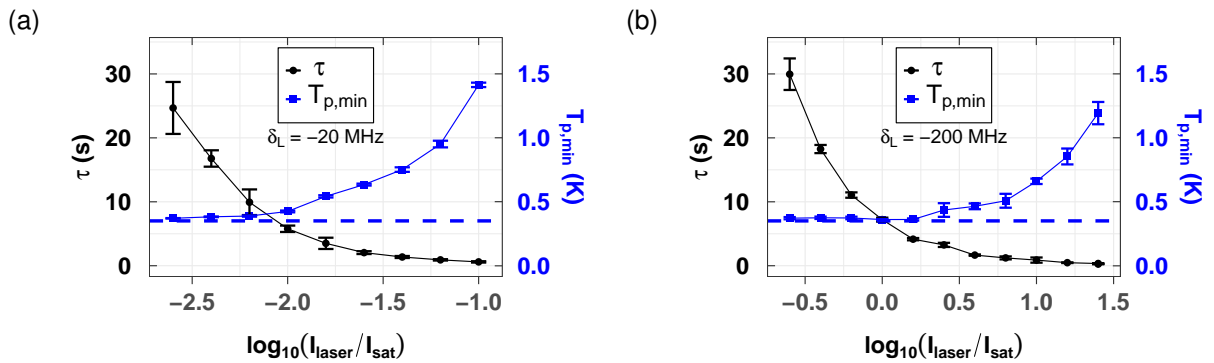 (a)
τ
T_p,min
δ_L = −20 MHz
30
20
10
0
τ (s)
1.5
1.0
0.5
0.0
T_p,min (K)
−2.5 −2.0 −1.5 −1.0
log10(I_laser/I_sat)
(b)
τ
T_p,min
δ_L = −200 MHz
30
20
10
0
τ (s)
1.5
1.0
0.5
0.0
T_p,min (K)
−0.5 0.0 0.5 1.0 1.5
log10(I_laser/I_sat)